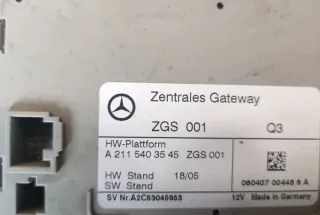 Zentrales Gateway
ZGS 001 Q3
HW-Plattform
A 211 540 35 45 ZGS 001
HW Stand 18/05
SW Stand
060407 00448 9 A
SV Nr.A2C53045953 12V Made in Germany